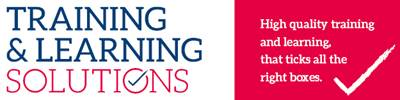 TRAINING
& LEARNING
SOLUTIONS
High quality training
and learning,
that ticks all the
right boxes.